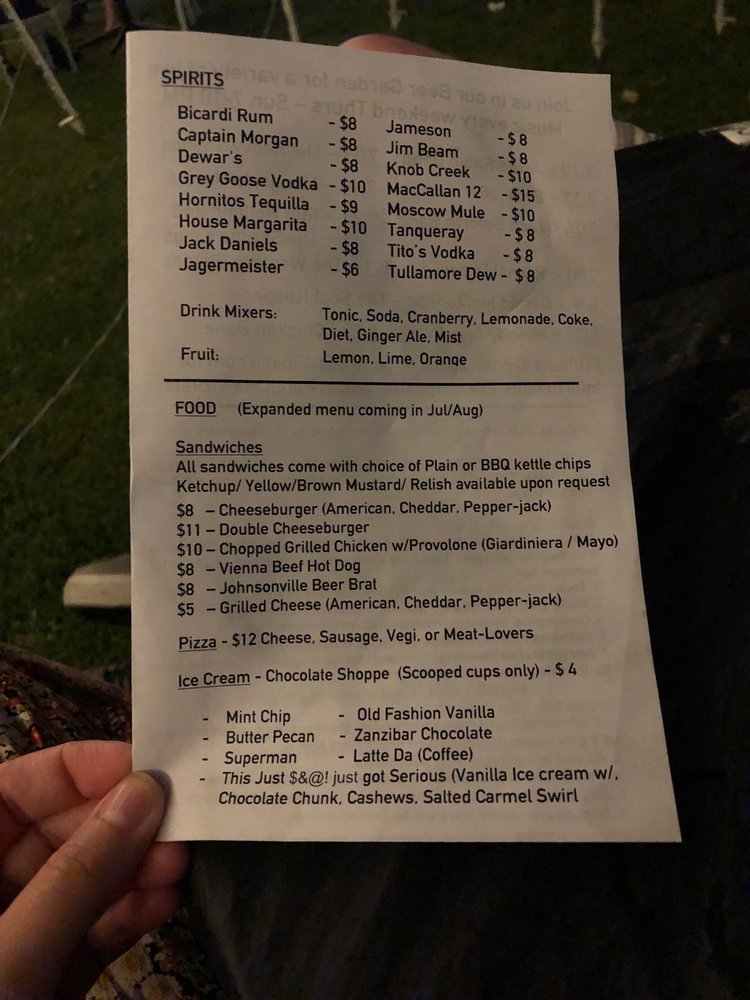 SPIRITS
Bicardi Rum - $8
Captain Morgan - $8
Dewar's - $8
Grey Goose Vodka - $10
Hornitos Tequilla - $9
House Margarita - $10
Jack Daniels - $8
Jagermeister - $6
Jameson - $8
Jim Beam - $8
Knob Creek - $10
MacCallan 12 - $15
Moscow Mule - $10
Tanqueray - $8
Tito's Vodka - $8
Tullamore Dew - $8
Drink Mixers: Tonic, Soda, Cranberry, Lemonade, Coke,
Diet, Ginger Ale, Mist
Fruit: Lemon, Lime, Orange
FOOD (Expanded menu coming in Jul/Aug)
Sandwiches
All sandwiches come with choice of Plain or BBQ kettle chips
Ketchup/ Yellow/Brown Mustard/ Relish available upon request
$8 – Cheeseburger (American, Cheddar, Pepper-jack)
$11 – Double Cheeseburger
$10 – Chopped Grilled Chicken w/Provolone (Giardiniera / Mayo)
$8 – Vienna Beef Hot Dog
$8 – Johnsonville Beer Brat
$5 – Grilled Cheese (American, Cheddar, Pepper-jack)
Pizza - $12 Cheese, Sausage, Vegi, or Meat-Lovers
Ice Cream - Chocolate Shoppe (Scooped cups only) - $4
- Mint Chip - Old Fashion Vanilla
- Butter Pecan - Zanzibar Chocolate
- Superman - Latte Da (Coffee)
- This Just $&@! just got Serious (Vanilla Ice cream w/,
Chocolate Chunk, Cashews, Salted Carmel Swirl